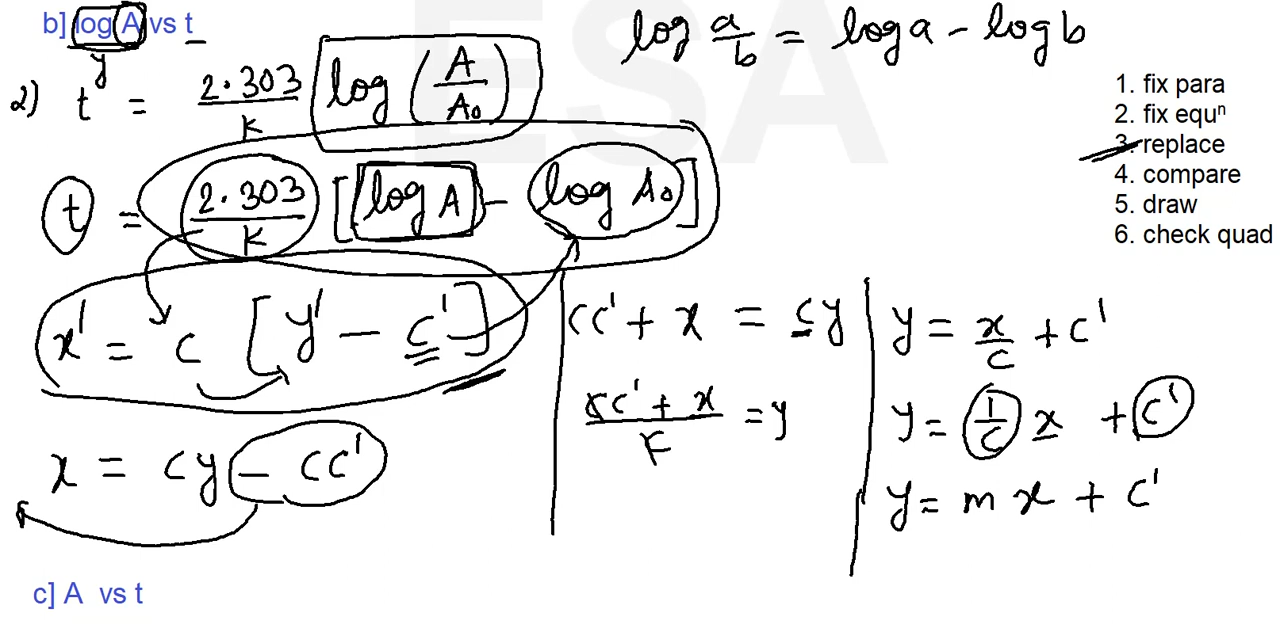 b] log A vs t
y
log a/b = log a - log b
2) t = 2.303/K log (A/A₀)
t = 2.303/K [log A - log A₀]
x' = c [y' - c']
x = cy - cc'
cc' + x = cy
cc' + x / c = y
y = x/c + c'
y = (1/c) x + c'
y = m x + c'
1. fix para
2. fix equⁿ
3. replace
4. compare
5. draw
6. check quad
c] A vs t
ESA